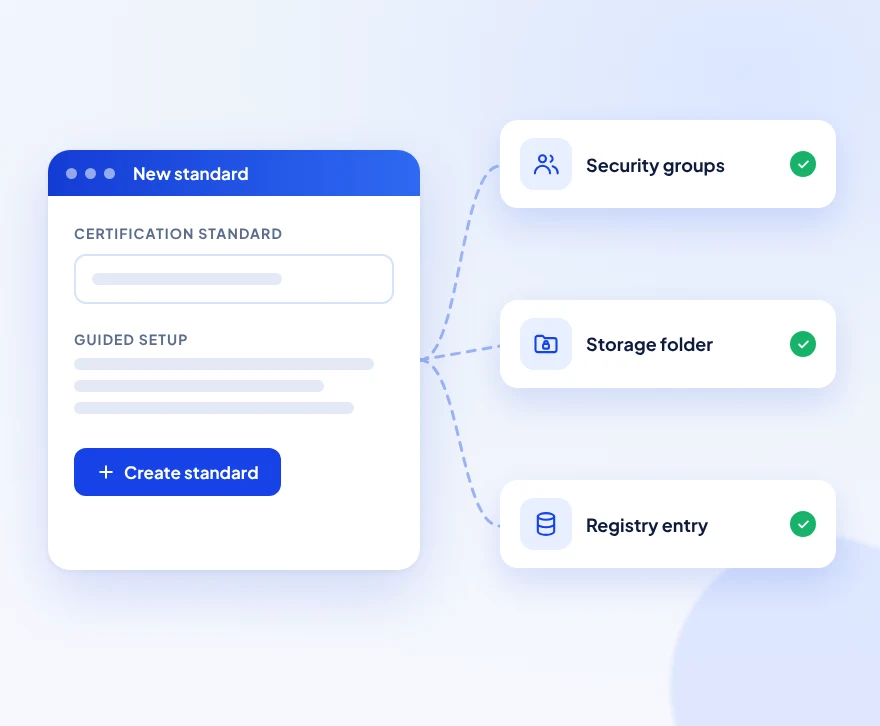 New standard
CERTIFICATION STANDARD
GUIDED SETUP
Create standard
Security groups
Storage folder
Registry entry